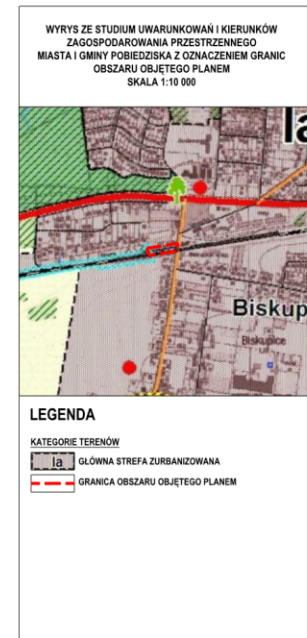 WYRYS ZE STUDIUM UWARUNKOWAŃ I KIERUNKÓW
ZAGOSPODAROWANIA PRZESTRZENNEGO
MIASTA I GMINY POBIEDZISKA Z OZNACZENIEM GRANIC
OBSZARU OBJĘTEGO PLANEM
SKALA 1:10 000
Ia
Biskup
Biskupice
LEGENDA
KATEGORIE TERENÓW
Ia GŁÓWNA STREFA ZURBANIZOWANA
GRANICA OBSZARU OBJĘTEGO PLANEM